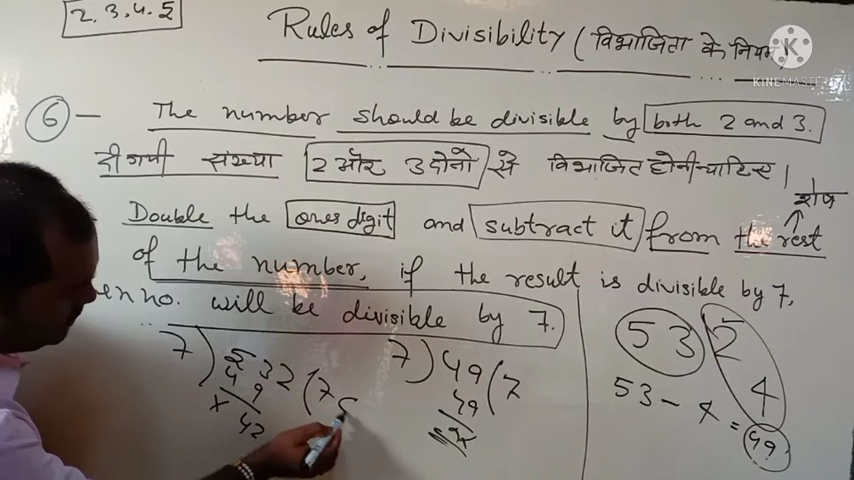 2, 3, 4, 5
Rules of Divisibility (विभाजिता के नियम)
K
KINEMASTER
6 – The number should be divisible by both 2 and 3.
दी गयी संख्या 2 और 3 दोनों से विभाजित होनी चाहिए।
शेष
Double the ones digit and subtract it from the rest
of the number, if the result is divisible by 7,
en no. will be divisible by 7.
7) 532 (7
49
x 42
7) 49 (7
49
532
4
53 - 4 = 49